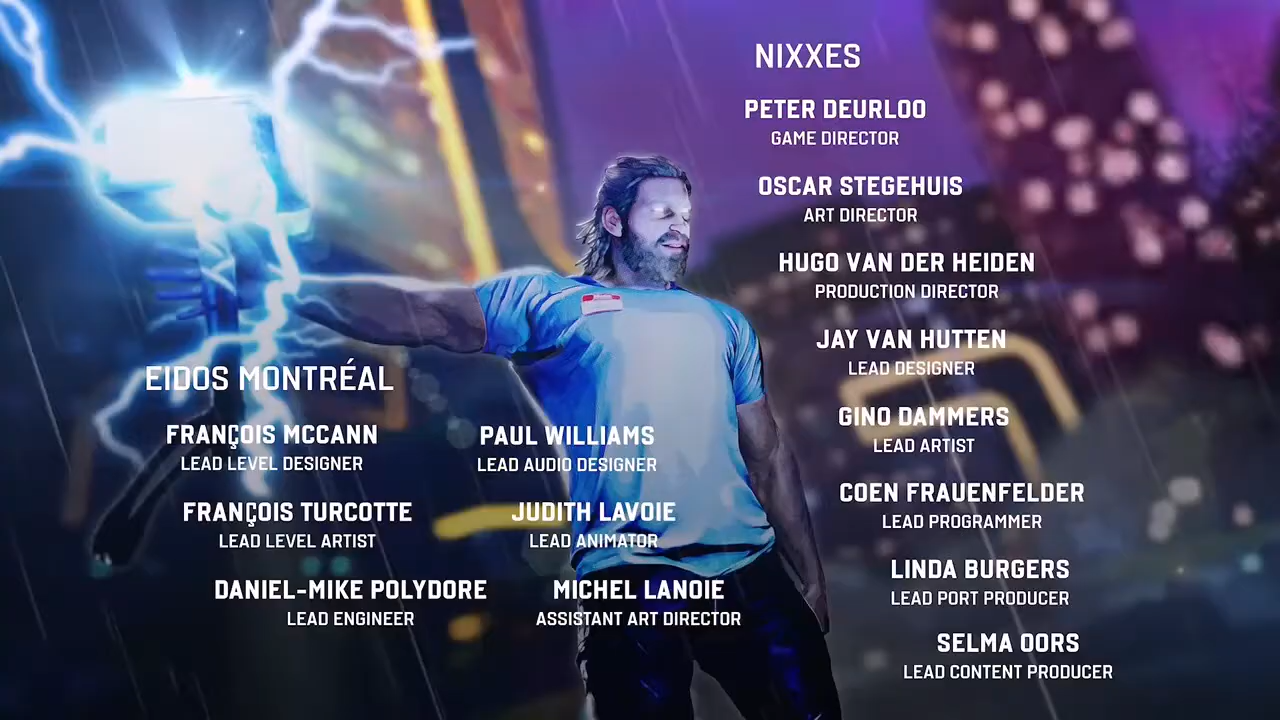 NIXXES
PETER DEURLOO
GAME DIRECTOR
OSCAR STEGEHUIS
ART DIRECTOR
HUGO VAN DER HEIDEN
PRODUCTION DIRECTOR
JAY VAN HUTTEN
LEAD DESIGNER
GINO DAMMERS
LEAD ARTIST
COEN FRAUENFELDER
LEAD PROGRAMMER
LINDA BURGERS
LEAD PORT PRODUCER
SELMA OORS
LEAD CONTENT PRODUCER
EIDOS MONTRÉAL
FRANÇOIS MCCANN
LEAD LEVEL DESIGNER
FRANÇOIS TURCOTTE
LEAD LEVEL ARTIST
DANIEL-MIKE POLYDORE
LEAD ENGINEER
PAUL WILLIAMS
LEAD AUDIO DESIGNER
JUDITH LAVOIE
LEAD ANIMATOR
MICHEL LANOIE
ASSISTANT ART DIRECTOR